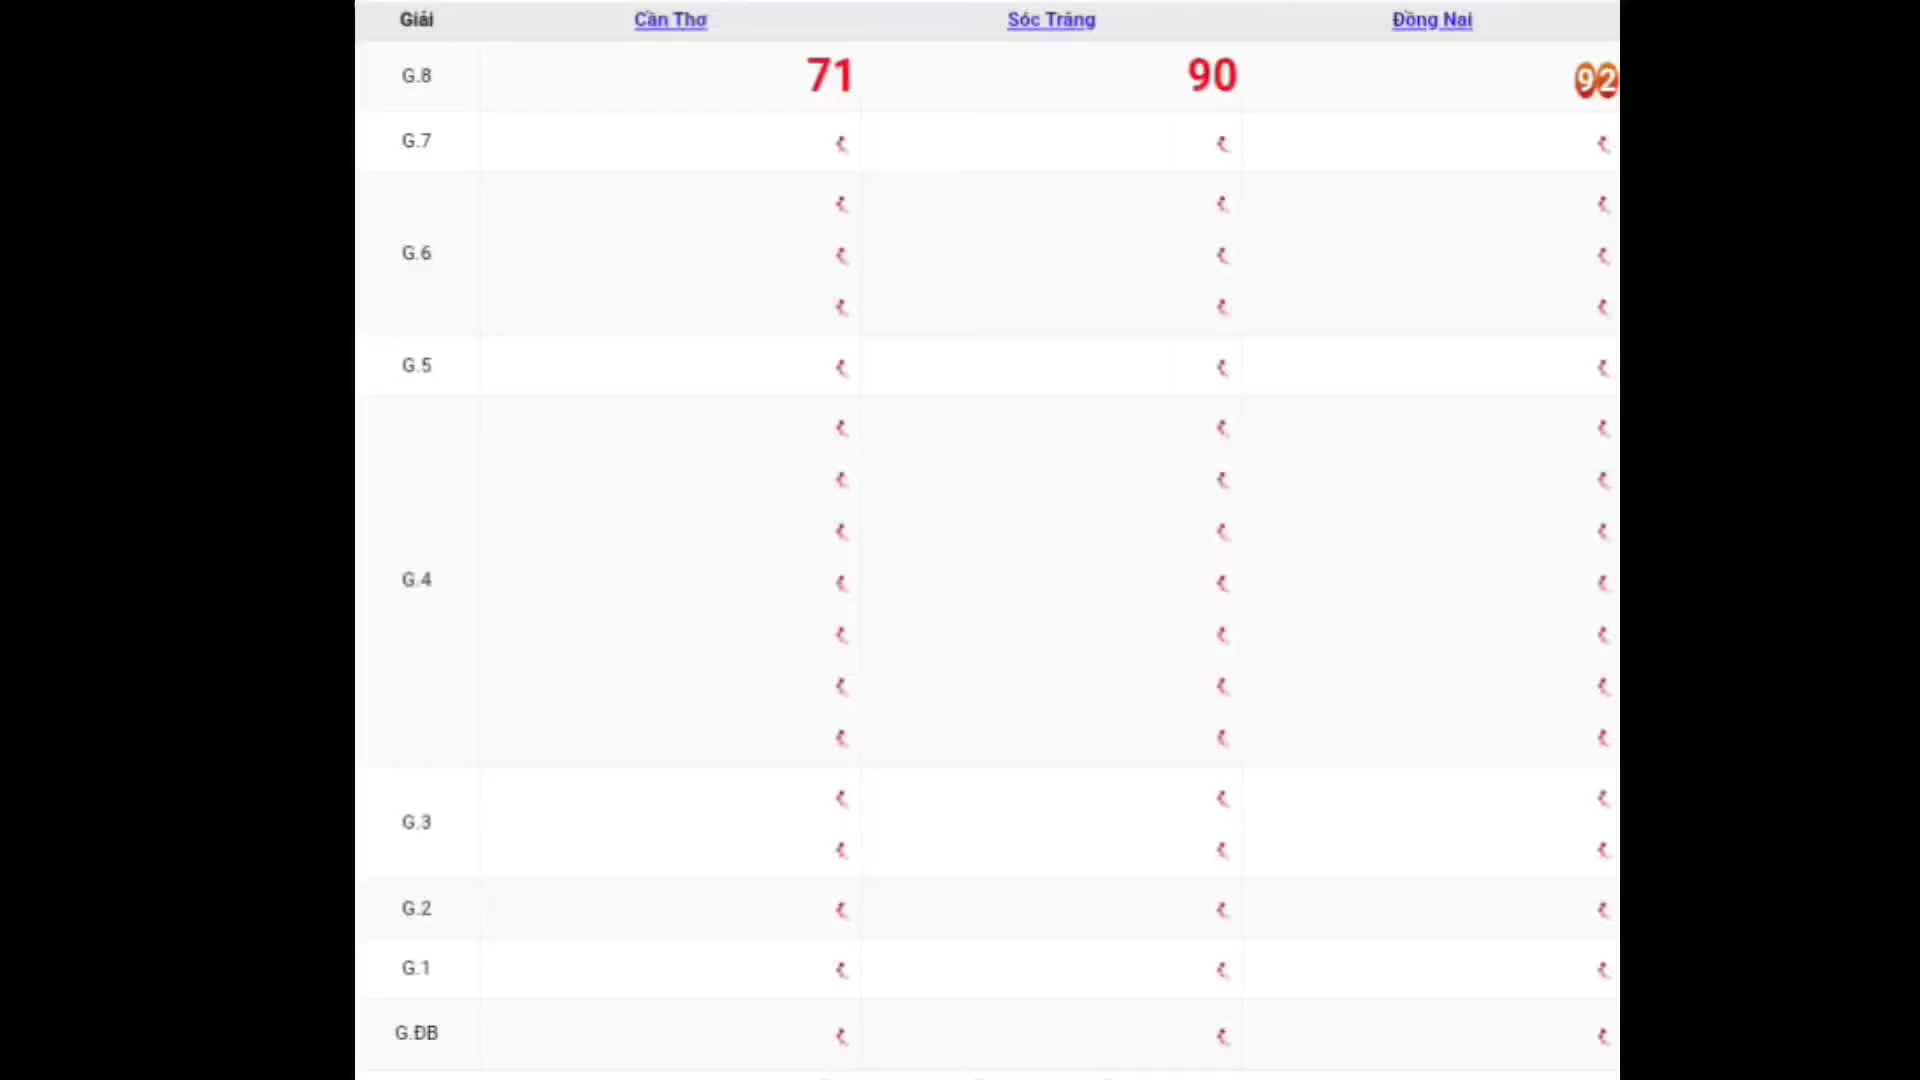 Giải Cần Thơ Sóc Trăng Đồng Nai
G.8 71 90 92
G.7
G.6
G.5
G.4
G.3
G.2
G.1
G.ĐB